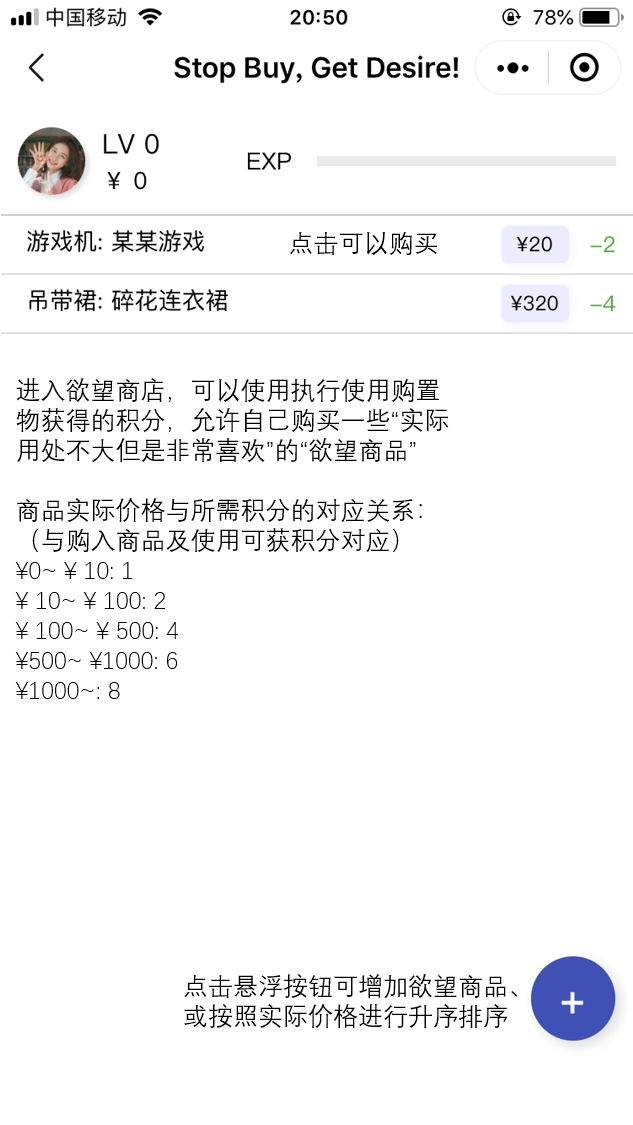 中国移动 20:50 78%
Stop Buy, Get Desire!
LV 0
¥ 0
EXP
游戏机: 某某游戏 点击可以购买 ¥20 −2
吊带裙: 碎花连衣裙 ¥320 −4
进入欲望商店，可以使用执行使用购置
物获得的积分，允许自己购买一些“实际
用处不大但是非常喜欢”的“欲望商品”
商品实际价格与所需积分的对应关系：
（与购入商品及使用可获积分对应）
¥0~ ¥ 10: 1
¥ 10~ ¥ 100: 2
¥ 100~ ¥ 500: 4
¥500~ ¥1000: 6
¥1000~: 8
点击悬浮按钮可增加欲望商品、
或按照实际价格进行升序排序
+